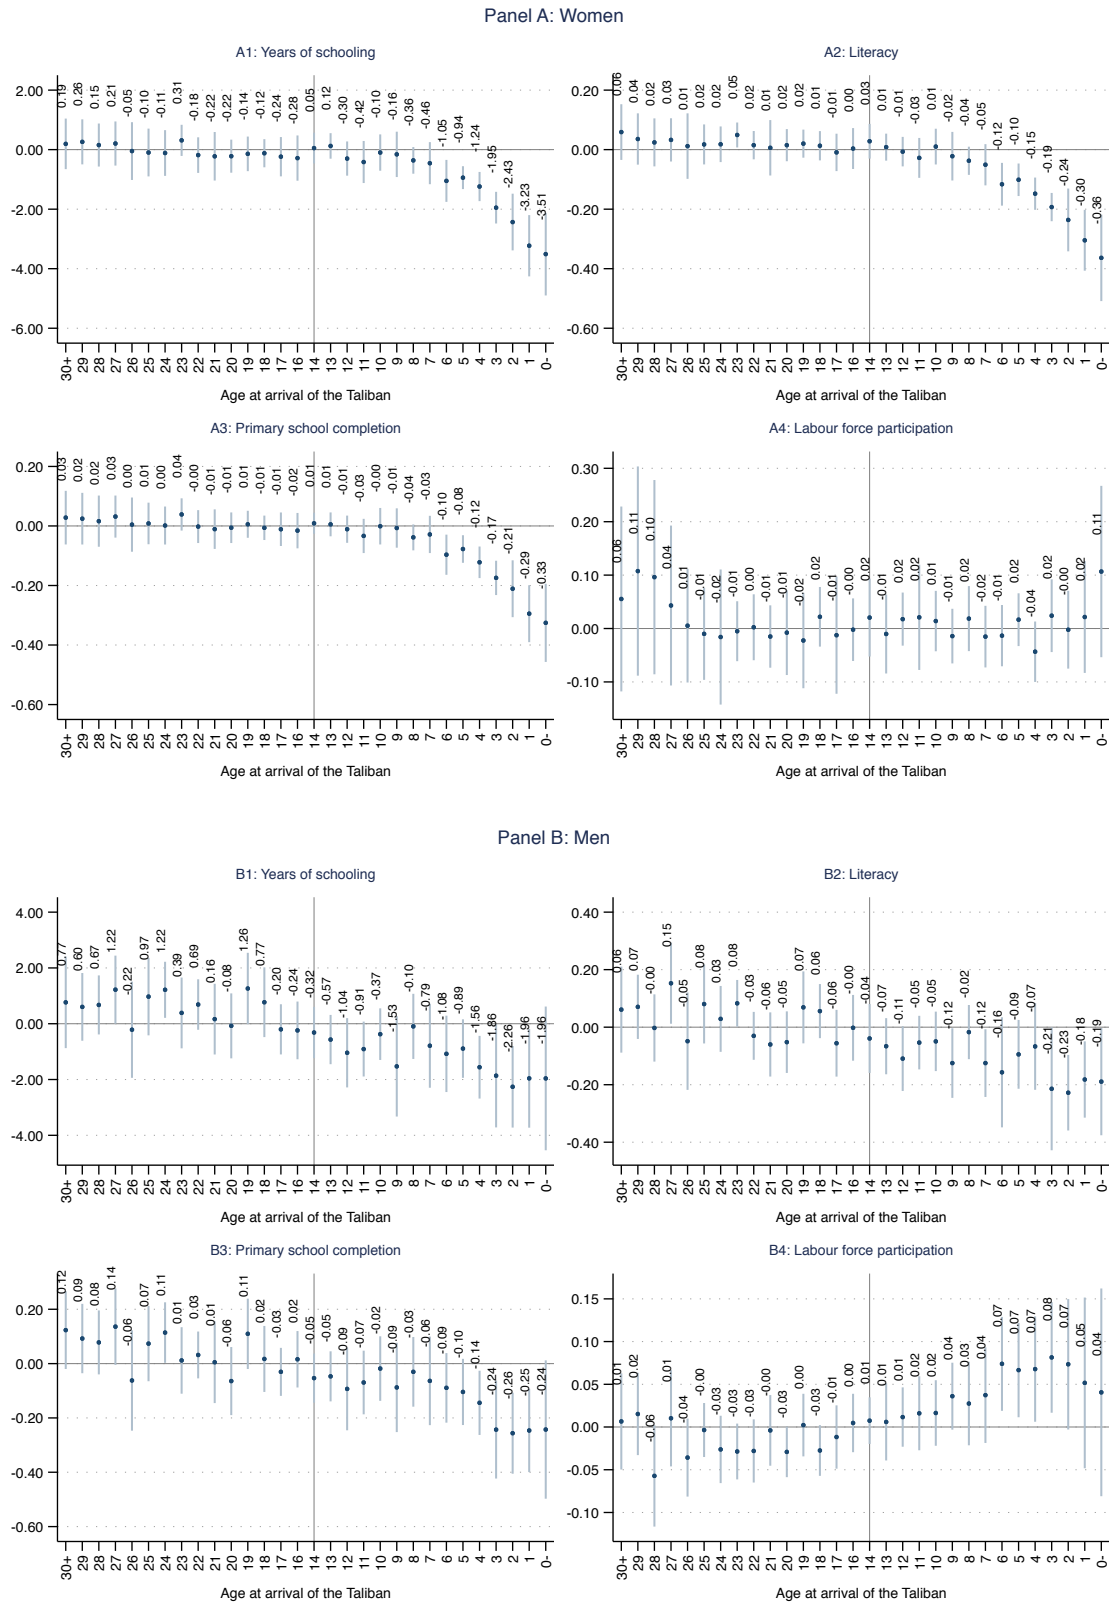 Panel A: Women
A1: Years of schooling
2.00
0.00
-2.00
-4.00
-6.00
0.19 0.26 0.15 0.21 -0.05 -0.10 -0.11 0.31 -0.18 -0.22 -0.22 -0.14 -0.12 -0.24 -0.28 0.05 0.12 -0.30 -0.42 -0.10 -0.16 -0.36 -0.46 -1.05 -0.94 -1.24 -1.95 -2.43 -3.23 -3.51
30+ 29 28 27 26 25 24 23 22 21 20 19 18 17 16 14 13 12 11 10 9 8 7 6 5 4 3 2 1 0-
Age at arrival of the Taliban
A2: Literacy
0.20
0.00
-0.20
-0.40
-0.60
0.06 0.04 0.02 0.03 0.01 0.02 0.02 0.05 0.02 0.01 0.02 0.02 0.01 -0.01 0.00 0.03 0.01 -0.01 -0.03 0.01 -0.02 -0.04 -0.05 -0.12 -0.10 -0.15 -0.19 -0.24 -0.30 -0.36
30+ 29 28 27 26 25 24 23 22 21 20 19 18 17 16 14 13 12 11 10 9 8 7 6 5 4 3 2 1 0-
Age at arrival of the Taliban
A3: Primary school completion
0.20
0.00
-0.20
-0.40
-0.60
0.03 0.02 0.02 0.03 0.00 0.01 0.00 0.04 -0.00 -0.01 -0.01 0.01 -0.01 -0.01 -0.02 0.01 0.01 -0.01 -0.03 -0.00 -0.01 -0.04 -0.03 -0.10 -0.08 -0.12 -0.17 -0.21 -0.29 -0.33
30+ 29 28 27 26 25 24 23 22 21 20 19 18 17 16 14 13 12 11 10 9 8 7 6 5 4 3 2 1 0-
Age at arrival of the Taliban
A4: Labour force participation
0.30
0.20
0.10
0.00
-0.10
0.06 0.11 0.10 0.04 0.01 -0.01 -0.02 -0.01 0.00 -0.01 -0.01 -0.02 0.02 -0.01 -0.00 0.02 -0.01 0.02 0.02 0.01 -0.01 0.02 -0.02 -0.01 0.02 -0.04 0.02 -0.00 0.02 0.11
30+ 29 28 27 26 25 24 23 22 21 20 19 18 17 16 14 13 12 11 10 9 8 7 6 5 4 3 2 1 0-
Age at arrival of the Taliban
Panel B: Men
B1: Years of schooling
4.00
2.00
0.00
-2.00
-4.00
0.77 0.60 0.67 1.22 -0.22 0.97 1.22 0.39 0.69 0.16 -0.08 1.26 0.77 -0.20 -0.24 -0.32 -0.57 -1.04 -0.91 -0.37 -1.53 -0.10 -0.79 -1.08 -0.89 -1.56 -1.86 -2.26 -1.96 -1.96
30+ 29 28 27 26 25 24 23 22 21 20 19 18 17 16 14 13 12 11 10 9 8 7 6 5 4 3 2 1 0-
Age at arrival of the Taliban
B2: Literacy
0.40
0.20
0.00
-0.20
-0.40
0.06 0.07 -0.00 0.15 -0.05 0.08 0.03 0.08 -0.03 -0.06 -0.05 0.07 0.06 -0.06 -0.00 -0.04 -0.07 -0.11 -0.05 -0.05 -0.12 -0.02 -0.12 -0.16 -0.09 -0.07 -0.21 -0.23 -0.18 -0.19
30+ 29 28 27 26 25 24 23 22 21 20 19 18 17 16 14 13 12 11 10 9 8 7 6 5 4 3 2 1 0-
Age at arrival of the Taliban
B3: Primary school completion
0.20
0.00
-0.20
-0.40
-0.60
0.12 0.09 0.08 0.14 -0.06 0.07 0.11 0.01 0.03 0.01 -0.06 0.11 0.02 -0.03 0.02 -0.05 -0.05 -0.09 -0.07 -0.02 -0.09 -0.03 -0.06 -0.09 -0.10 -0.14 -0.24 -0.26 -0.25 -0.24
30+ 29 28 27 26 25 24 23 22 21 20 19 18 17 16 14 13 12 11 10 9 8 7 6 5 4 3 2 1 0-
Age at arrival of the Taliban
B4: Labour force participation
0.15
0.10
0.05
0.00
-0.05
-0.10
0.01 0.02 -0.06 0.01 -0.04 -0.00 -0.03 -0.03 -0.03 -0.00 -0.03 0.00 -0.03 -0.01 0.00 0.01 0.01 0.01 0.02 0.02 0.04 0.03 0.04 0.07 0.07 0.07 0.08 0.07 0.05 0.04
30+ 29 28 27 26 25 24 23 22 21 20 19 18 17 16 14 13 12 11 10 9 8 7 6 5 4 3 2 1 0-
Age at arrival of the Taliban